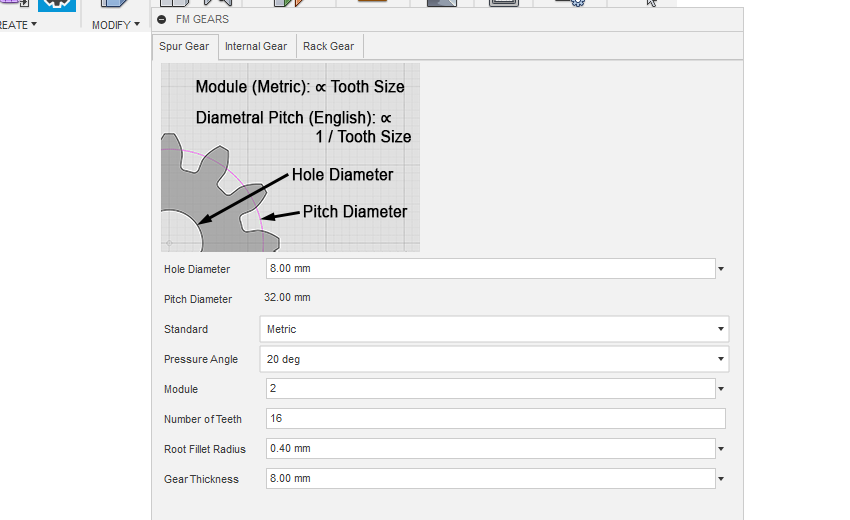 MODIFY
FM GEARS
Spur Gear Internal Gear Rack Gear
Module (Metric): ∝ Tooth Size
Diametral Pitch (English): ∝
1 / Tooth Size
Hole Diameter
Pitch Diameter
Hole Diameter 8.00 mm
Pitch Diameter 32.00 mm
Standard Metric
Pressure Angle 20 deg
Module 2
Number of Teeth 16
Root Fillet Radius 0.40 mm
Gear Thickness 8.00 mm